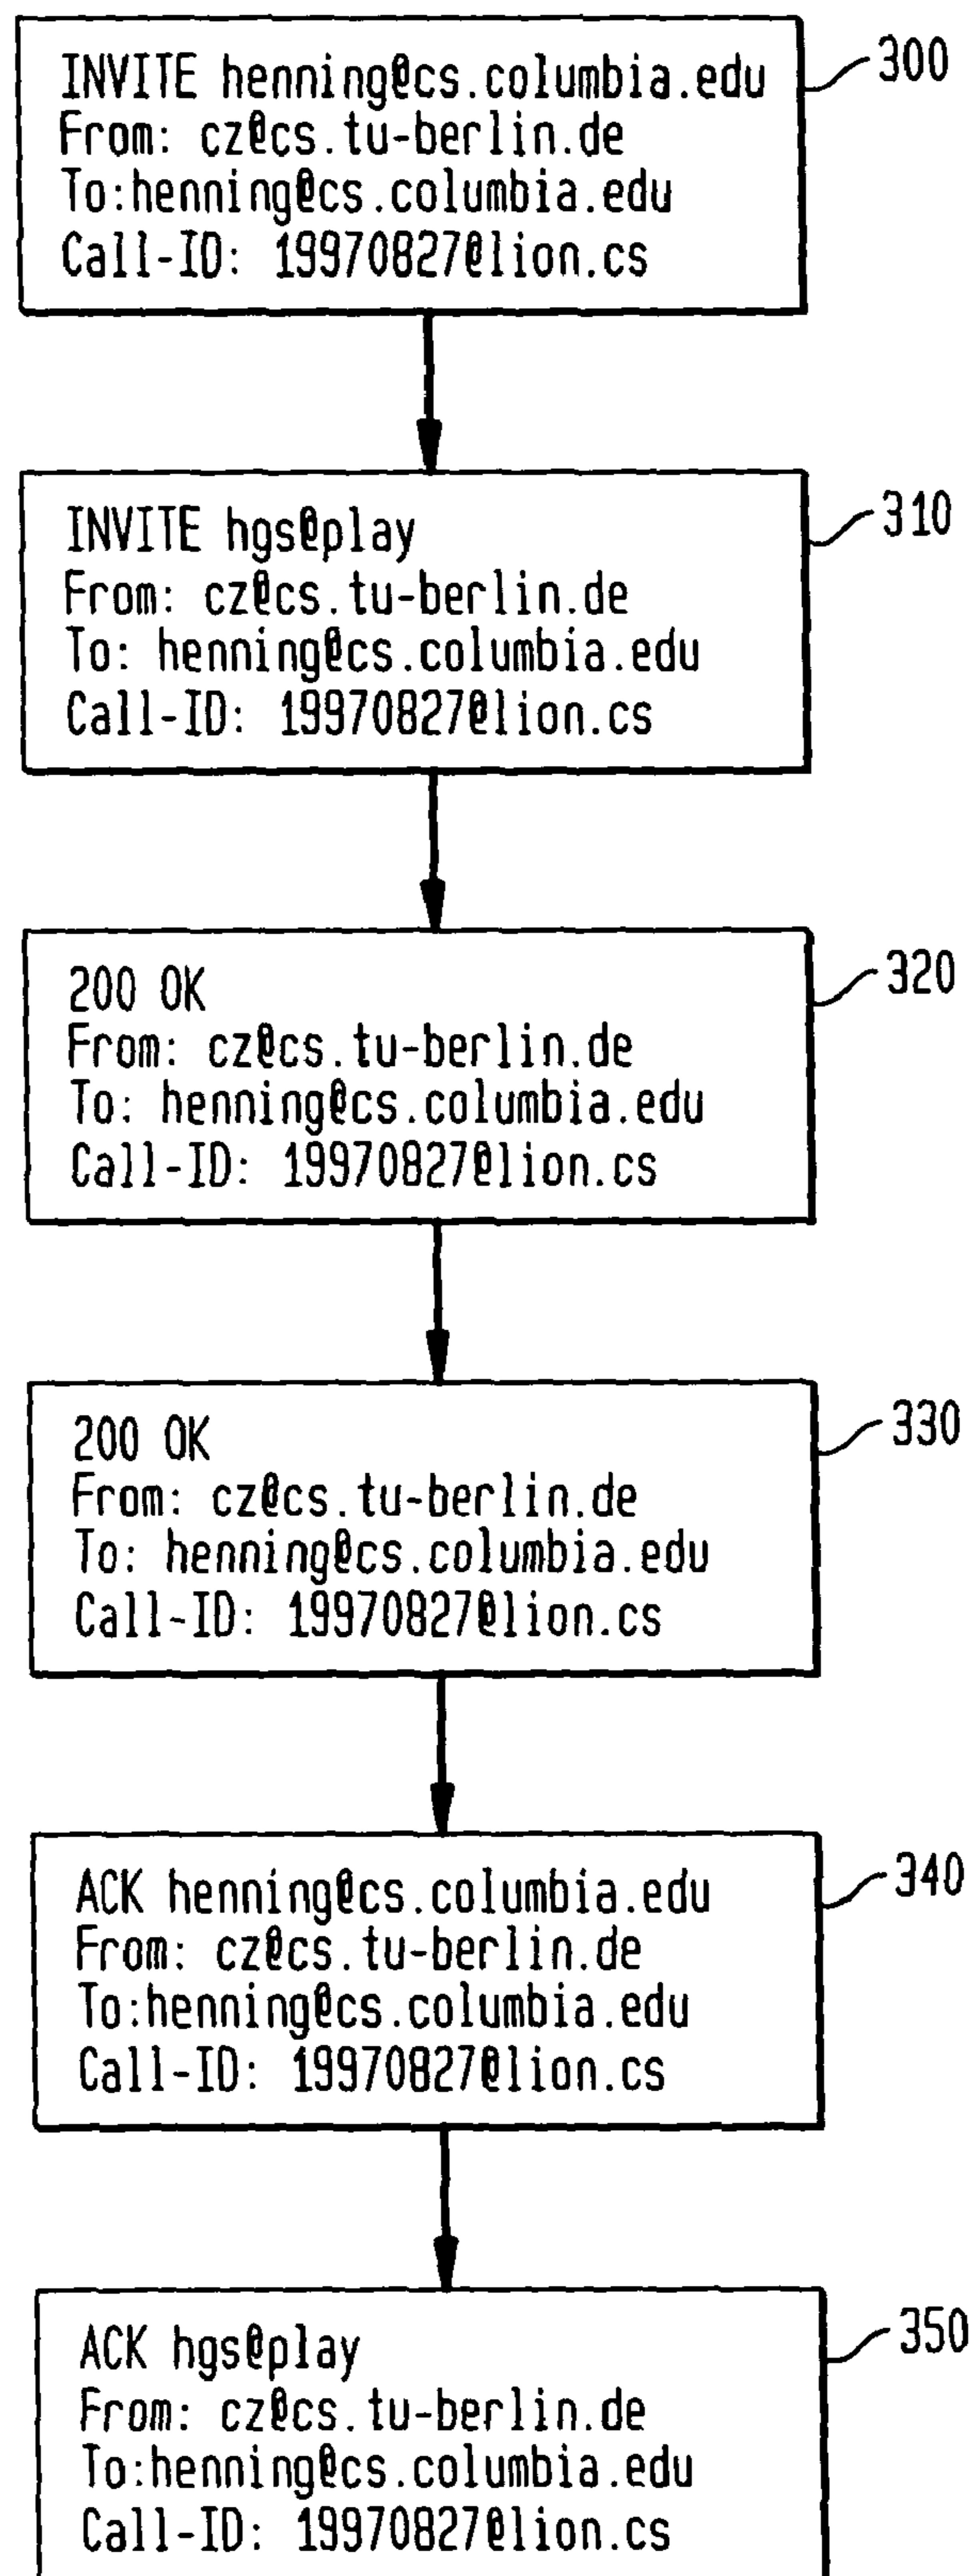 INVITE henning@cs.columbia.edu
From: cz@cs.tu-berlin.de
To:henning@cs.columbia.edu
Call-ID: 19970827@lion.cs
300
INVITE hgs@play
From: cz@cs.tu-berlin.de
To: henning@cs.columbia.edu
Call-ID: 19970827@lion.cs
310
200 OK
From: cz@cs.tu-berlin.de
To: henning@cs.columbia.edu
Call-ID: 19970827@lion.cs
320
200 OK
From: cz@cs.tu-berlin.de
To: henning@cs.columbia.edu
Call-ID: 19970827@lion.cs
330
ACK henning@cs.columbia.edu
From: cz@cs.tu-berlin.de
To:henning@cs.columbia.edu
Call-ID: 19970827@lion.cs
340
ACK hgs@play
From: cz@cs.tu-berlin.de
To:henning@cs.columbia.edu
Call-ID: 19970827@lion.cs
350